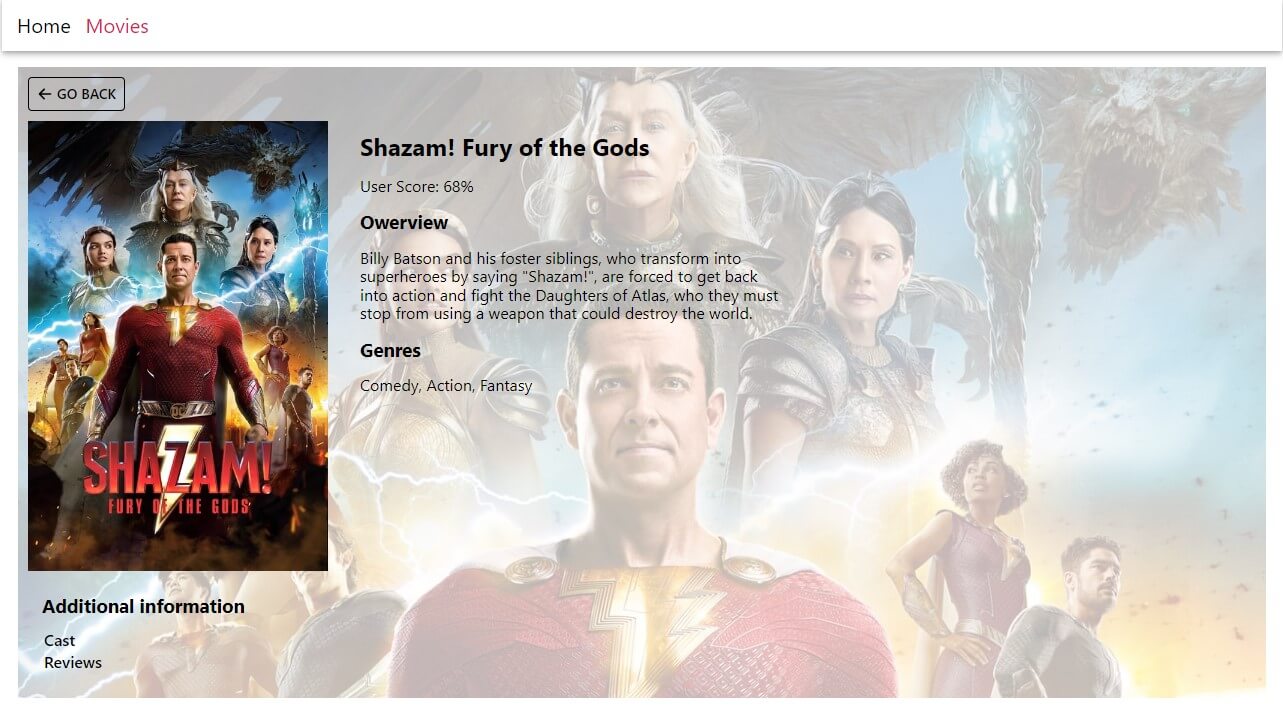 Home Movies
← GO BACK
Shazam! Fury of the Gods
User Score: 68%
Owerview
Billy Batson and his foster siblings, who transform into
superheroes by saying "Shazam!", are forced to get back
into action and fight the Daughters of Atlas, who they must
stop from using a weapon that could destroy the world.
Genres
Comedy, Action, Fantasy
DC
SHAZAM!
FURY OF THE GODS
Additional information
Cast
Reviews